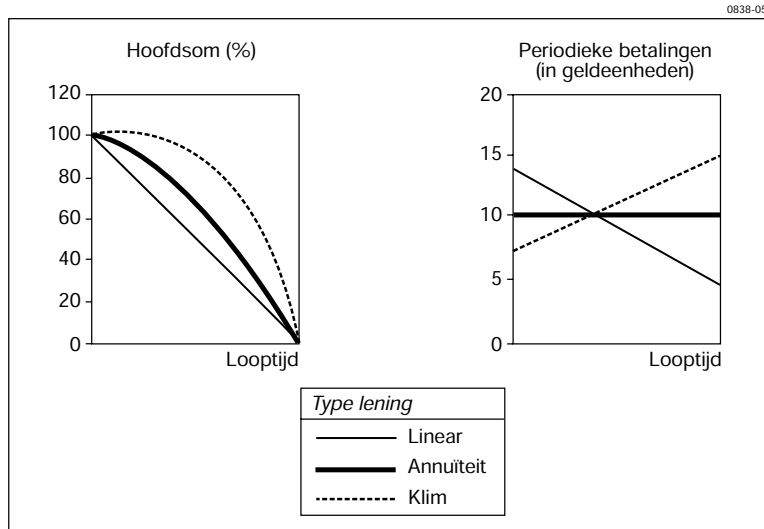 0838-05
Hoofdsom (%)
120
100
80
60
40
20
0
Looptijd
Periodieke betalingen
(in geldeenheden)
20
15
10
5
0
Looptijd
Type lening
Linear
Annuïteit
Klim